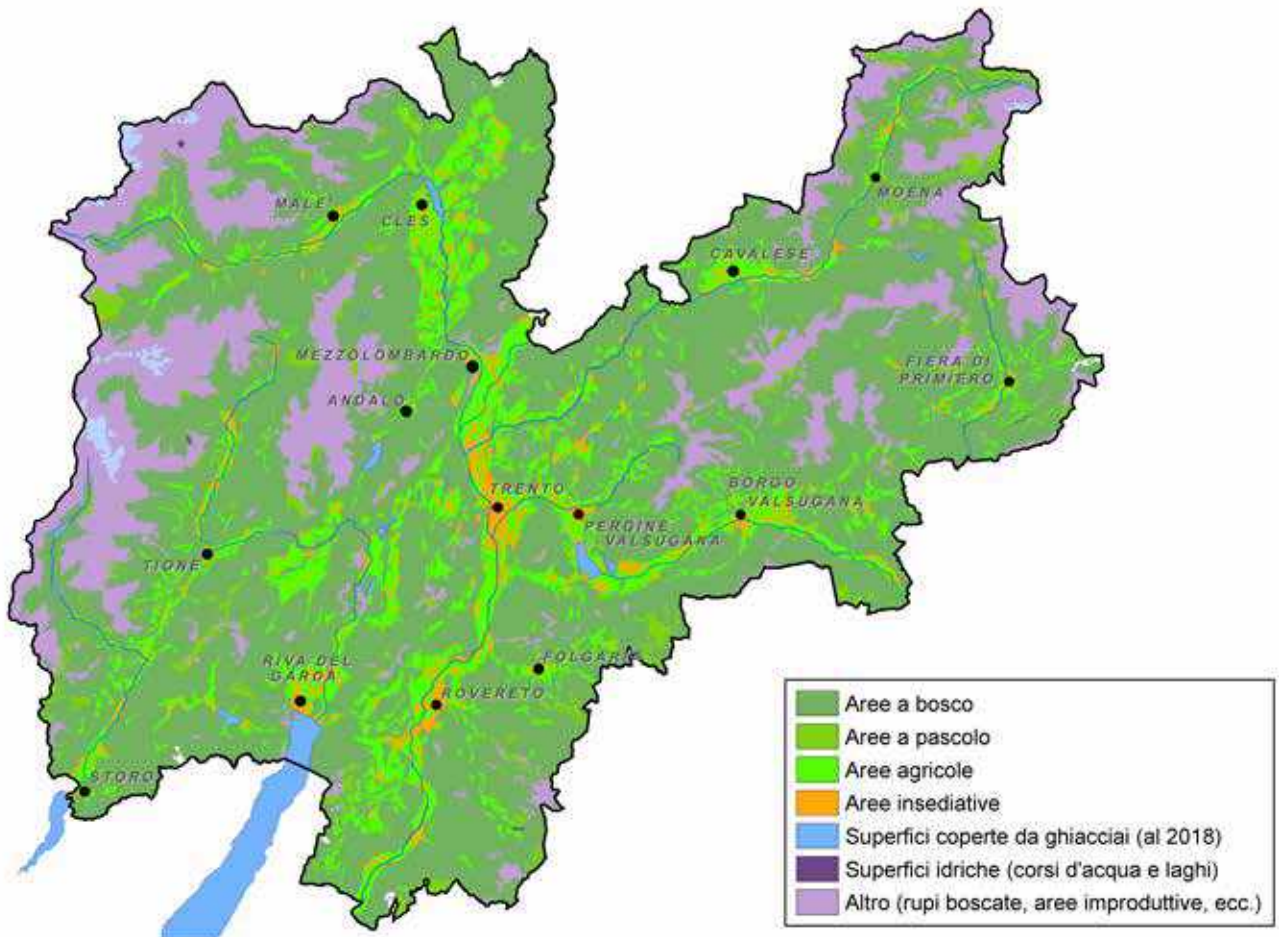 MOENA
MALE'
CLES
CAVALESE
MEZZOLOMBARDO
FIERA DI
PRIMIERO
ANDALO
TRENTO
BORGO
VALSUGANA
PERGINE
VALSUGANA
TIONE
FOLGARIA
RIVA DEL
GARDA
ROVERETO
STORO
Aree a bosco
Aree a pascolo
Aree agricole
Aree insediative
Superfici coperte da ghiacciai (al 2018)
Superfici idriche (corsi d'acqua e laghi)
Altro (rupi boscate, aree improduttive, ecc.)